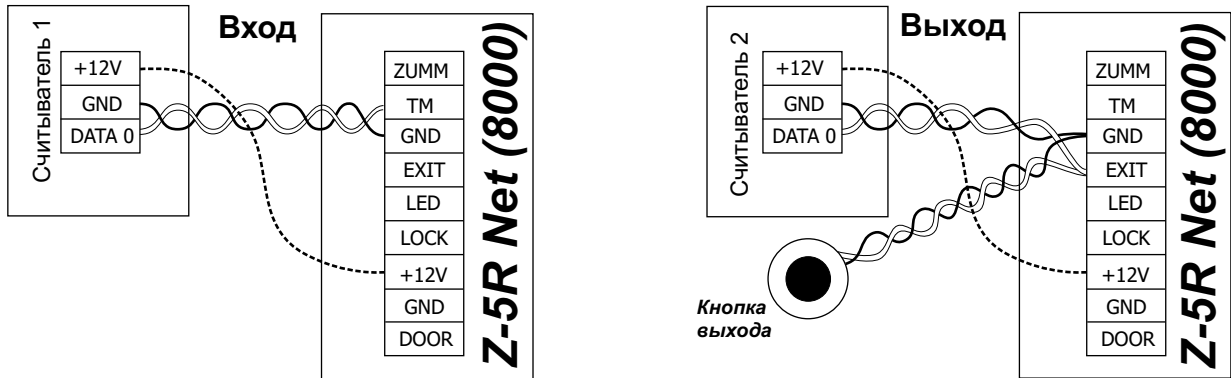 Вход
Считыватель 1
+12V
GND
DATA 0
ZUMM
TM
GND
EXIT
LED
LOCK
+12V
GND
DOOR
Z-5R Net (8000)
Выход
Считыватель 2
+12V
GND
DATA 0
Кнопка
выхода
ZUMM
TM
GND
EXIT
LED
LOCK
+12V
GND
DOOR
Z-5R Net (8000)